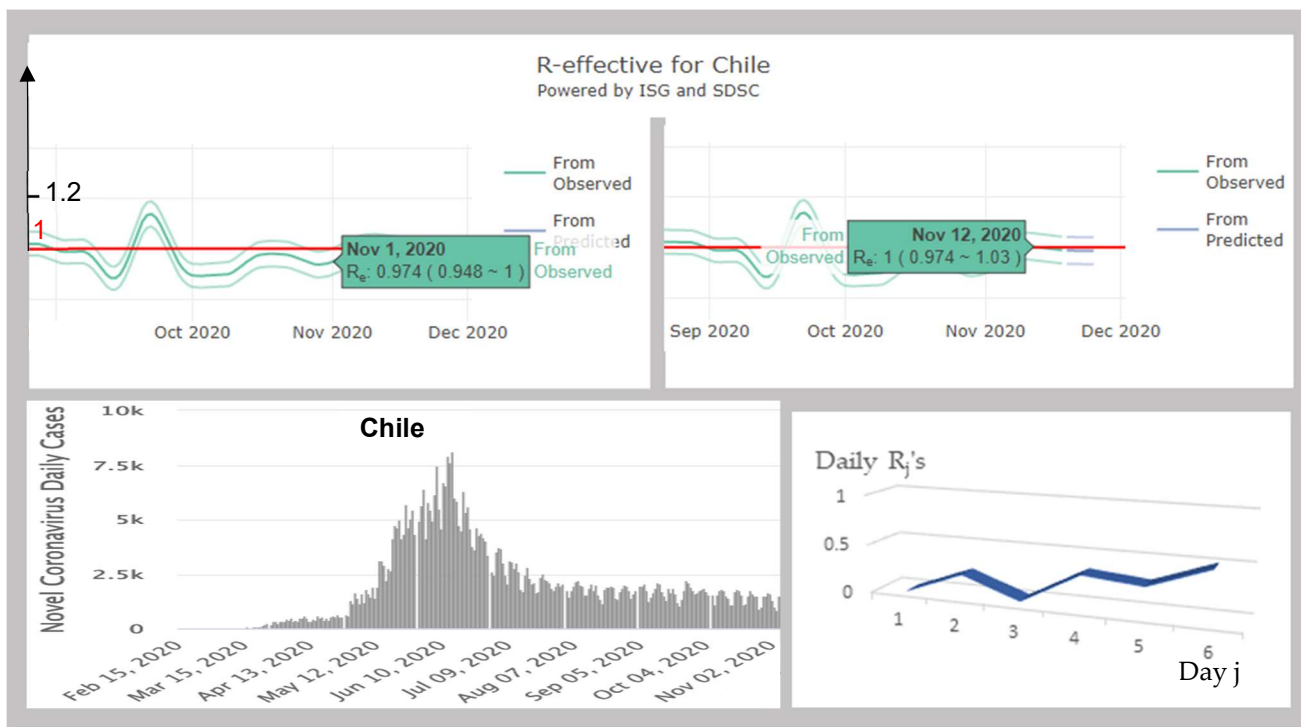 R-effective for Chile
Powered by ISG and SDSC
1.2
1
From
Observed
From
Predicted
Nov 1, 2020
Rₑ: 0.974 ( 0.948 ~ 1 )
From
Observed
Oct 2020
Nov 2020
Dec 2020
From
Observed
From
Predicted
From
Observed
Nov 12, 2020
Rₑ: 1 ( 0.974 ~ 1.03 )
Sep 2020
Oct 2020
Nov 2020
Dec 2020
Novel Coronavirus Daily Cases
Chile
10k
7.5k
5k
2.5k
0
Feb 15, 2020
Mar 15, 2020
Apr 13, 2020
May 12, 2020
Jun 10, 2020
Jul 09, 2020
Aug 07, 2020
Sep 05, 2020
Oct 04, 2020
Nov 02, 2020
Daily Rⱼ's
1
0.5
0
1
2
3
4
5
6
Day j